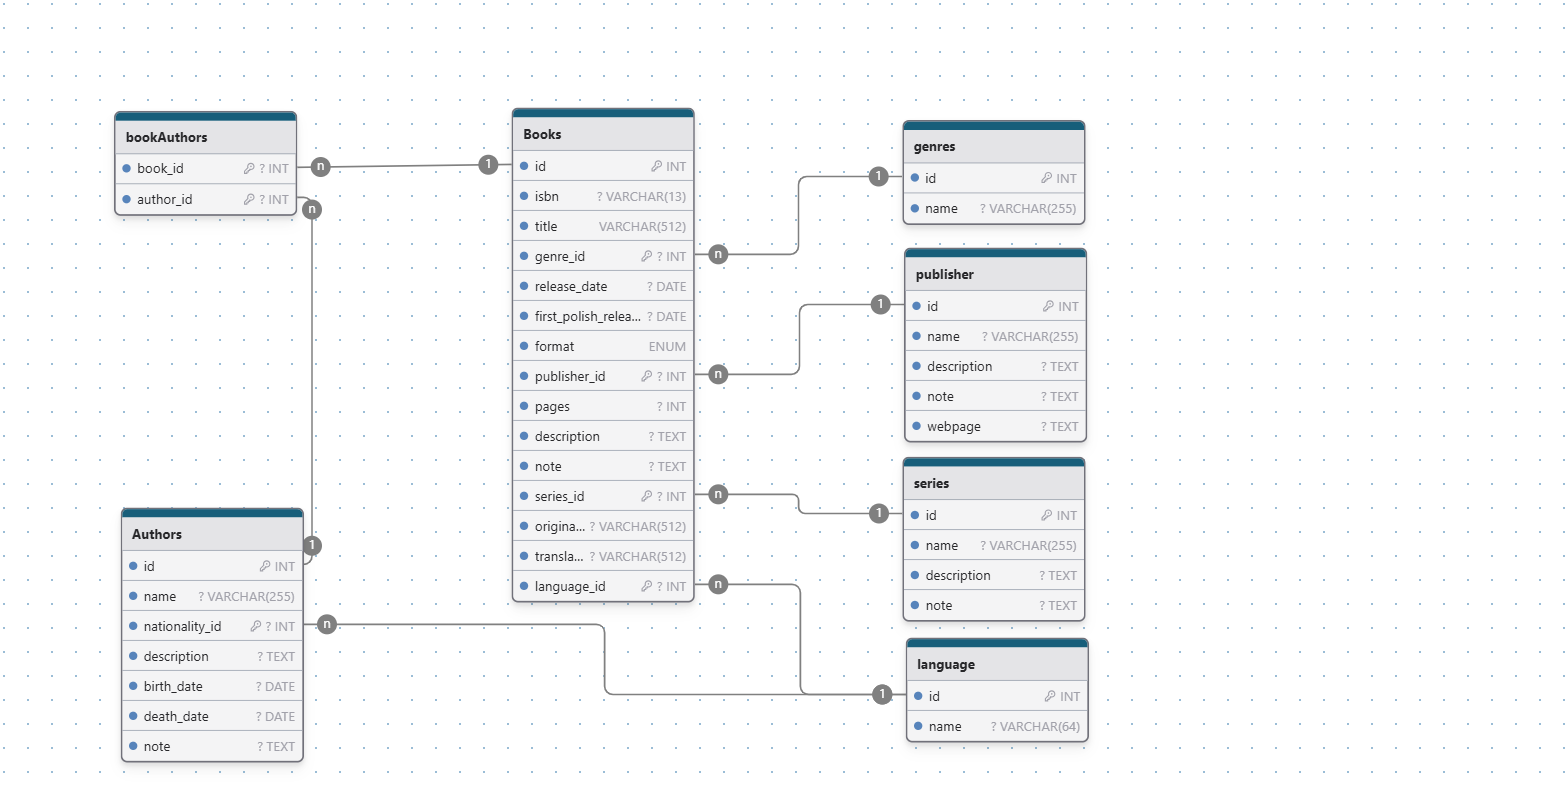 bookAuthors
book_id ? INT
author_id ? INT
n
n
1
Books
id INT
isbn ? VARCHAR(13)
title VARCHAR(512)
genre_id ? INT
release_date ? DATE
first_polish_relea... ? DATE
format ENUM
publisher_id ? INT
pages ? INT
description ? TEXT
note ? TEXT
series_id ? INT
origina... ? VARCHAR(512)
transla... ? VARCHAR(512)
language_id ? INT
n
n
n
n
1
genres
id INT
name ? VARCHAR(255)
1
publisher
id INT
name ? VARCHAR(255)
description ? TEXT
note ? TEXT
webpage ? TEXT
1
series
id INT
name ? VARCHAR(255)
description ? TEXT
note ? TEXT
1
Authors
id INT
name ? VARCHAR(255)
nationality_id ? INT
description ? TEXT
birth_date ? DATE
death_date ? DATE
note ? TEXT
1
n
language
id INT
name ? VARCHAR(64)
1